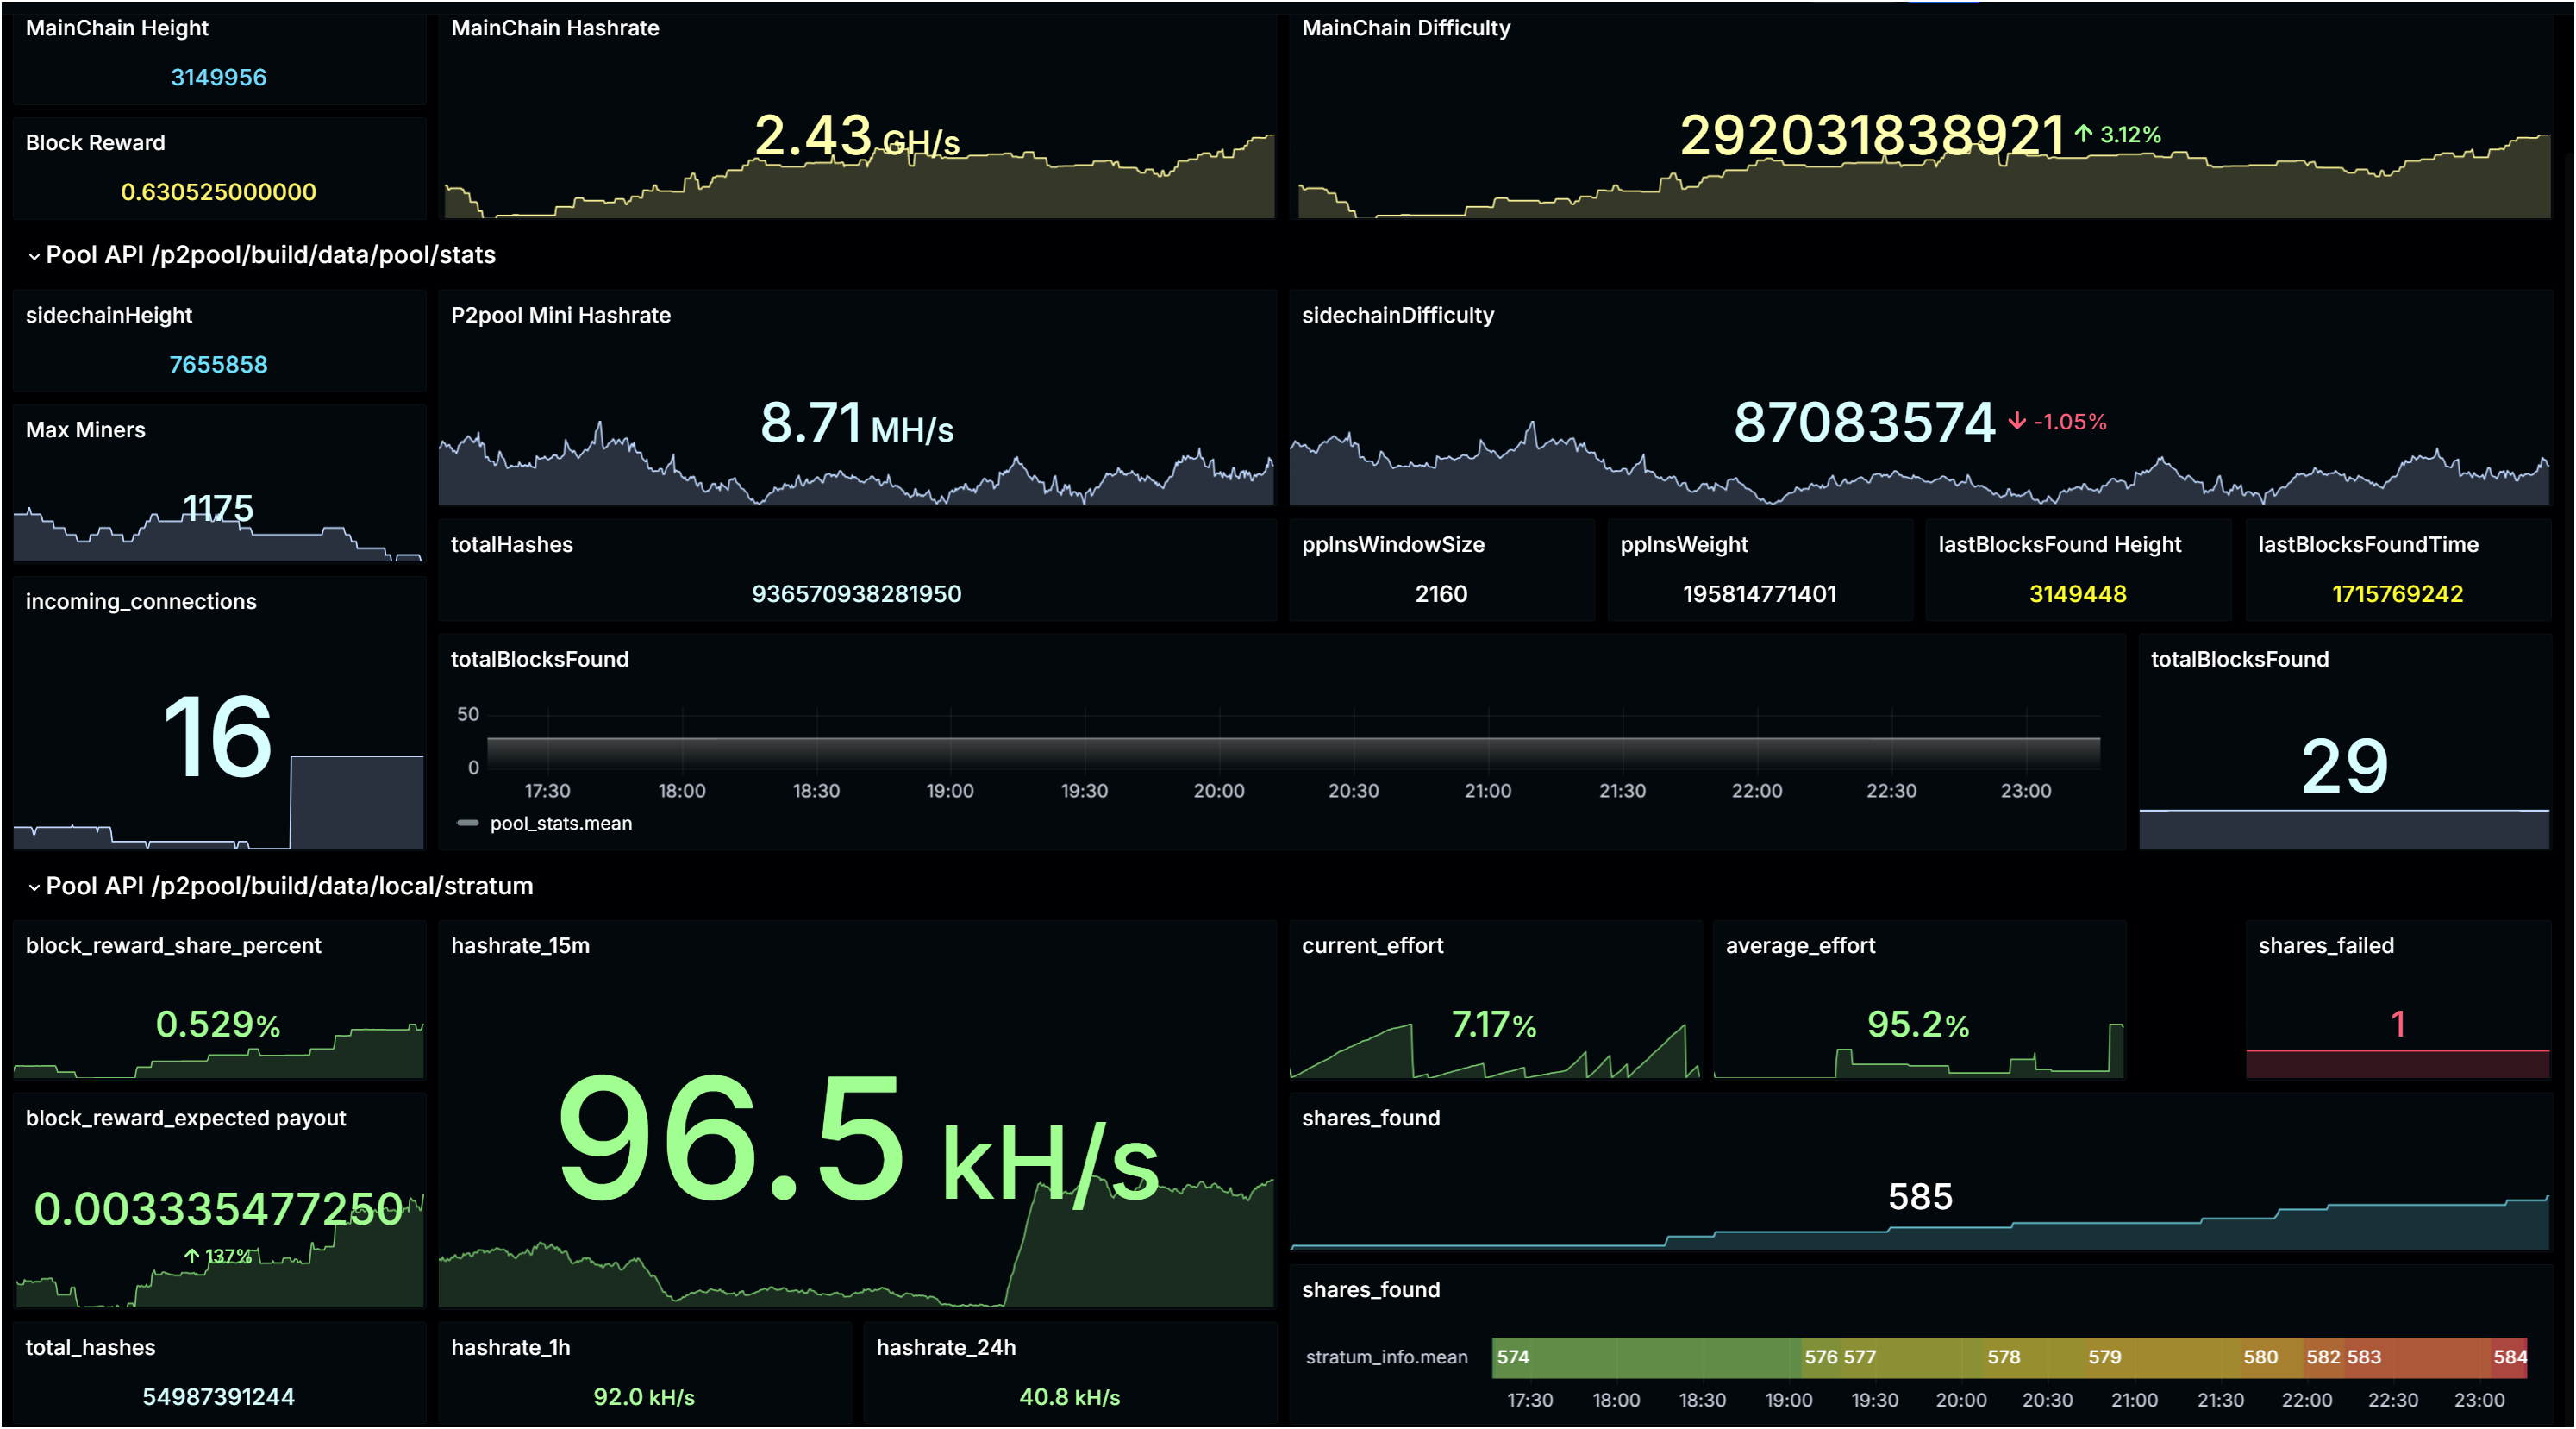 MainChain Height
3149956
MainChain Hashrate
2.43 GH/s
MainChain Difficulty
292031838921 ↑ 3.12%
Block Reward
0.630525000000
Pool API /p2pool/build/data/pool/stats
sidechainHeight
7655858
P2pool Mini Hashrate
8.71 MH/s
sidechainDifficulty
87083574 ↓ -1.05%
Max Miners
1175
totalHashes
936570938281950
pplnsWindowSize
2160
pplnsWeight
195814771401
lastBlocksFound Height
3149448
lastBlocksFoundTime
1715769242
incoming_connections
16
totalBlocksFound
50
0
17:30 18:00 18:30 19:00 19:30 20:00 20:30 21:00 21:30 22:00 22:30 23:00
pool_stats.mean
totalBlocksFound
29
Pool API /p2pool/build/data/local/stratum
block_reward_share_percent
0.529%
hashrate_15m
96.5 kH/s
current_effort
7.17%
average_effort
95.2%
shares_failed
1
block_reward_expected payout
0.003335477250
↑ 137%
shares_found
585
shares_found
stratum_info.mean 574 576 577 578 579 580 582 583 584
17:30 18:00 18:30 19:00 19:30 20:00 20:30 21:00 21:30 22:00 22:30 23:00
total_hashes
54987391244
hashrate_1h
92.0 kH/s
hashrate_24h
40.8 kH/s